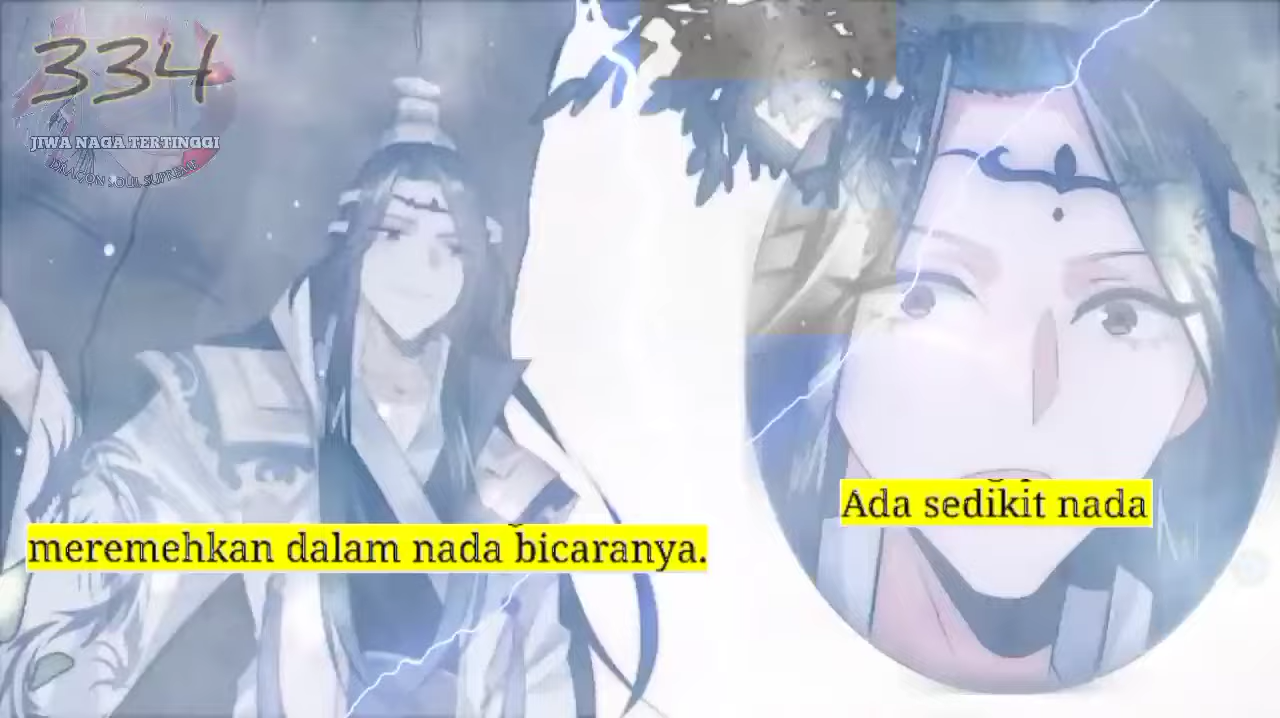 334
JIWA NAGA TERTINGGI
DRAGON SOUL SUPREME
Ada sedikit nada
meremehkan dalam nada bicaranya.